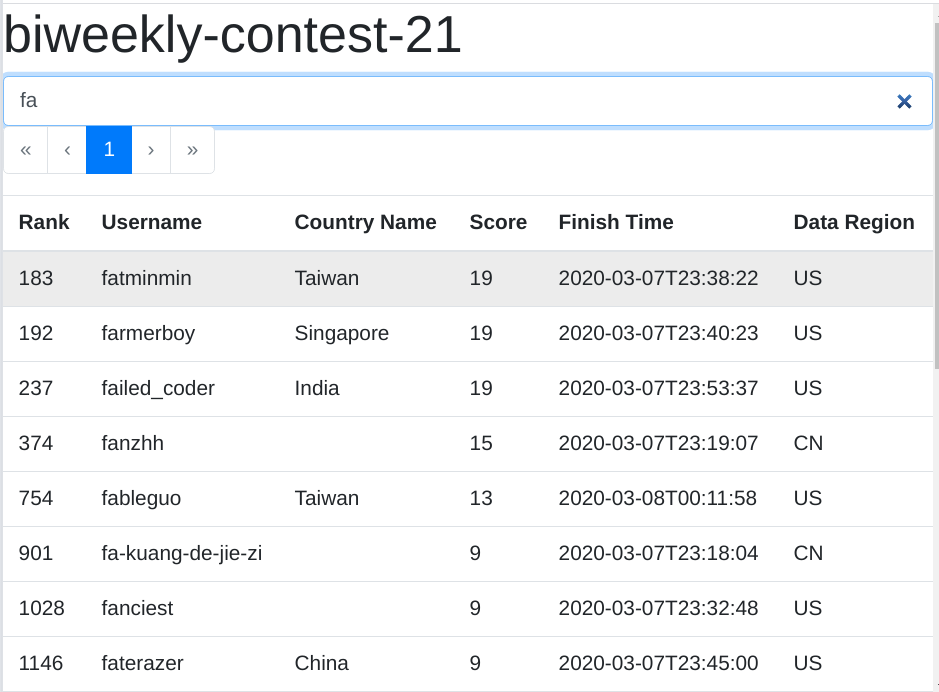 biweekly-contest-21
fa
« ‹ 1 › »
Rank Username Country Name Score Finish Time Data Region
183 fatminmin Taiwan 19 2020-03-07T23:38:22 US
192 farmerboy Singapore 19 2020-03-07T23:40:23 US
237 failed_coder India 19 2020-03-07T23:53:37 US
374 fanzhh 15 2020-03-07T23:19:07 CN
754 fableguo Taiwan 13 2020-03-08T00:11:58 US
901 fa-kuang-de-jie-zi 9 2020-03-07T23:18:04 CN
1028 fanciest 9 2020-03-07T23:32:48 US
1146 faterazer China 9 2020-03-07T23:45:00 US